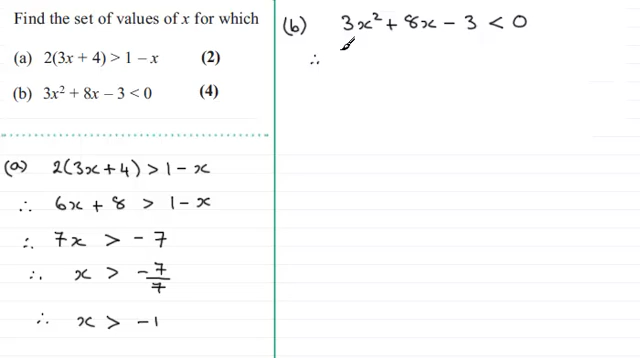 Find the set of values of x for which
(a) 2(3x + 4) > 1 – x (2)
(b) 3x² + 8x – 3 < 0 (4)
(a) 2(3x + 4) > 1 – x
∴ 6x + 8 > 1 – x
∴ 7x > – 7
∴ x > –7/7
∴ x > –1
(b) 3x² + 8x – 3 < 0
∴